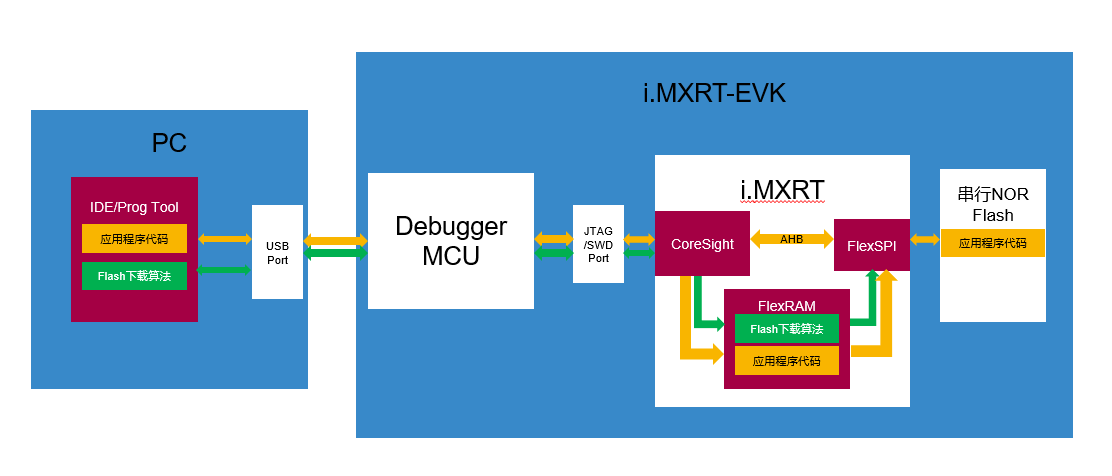 PC
IDE/Prog Tool
应用程序代码
Flash下载算法
USB
Port
i.MXRT-EVK
Debugger
MCU
JTAG
/SWD
Port
i.MXRT
CoreSight
AHB
FlexSPI
FlexRAM
Flash下载算法
应用程序代码
串行NOR
Flash
应用程序代码